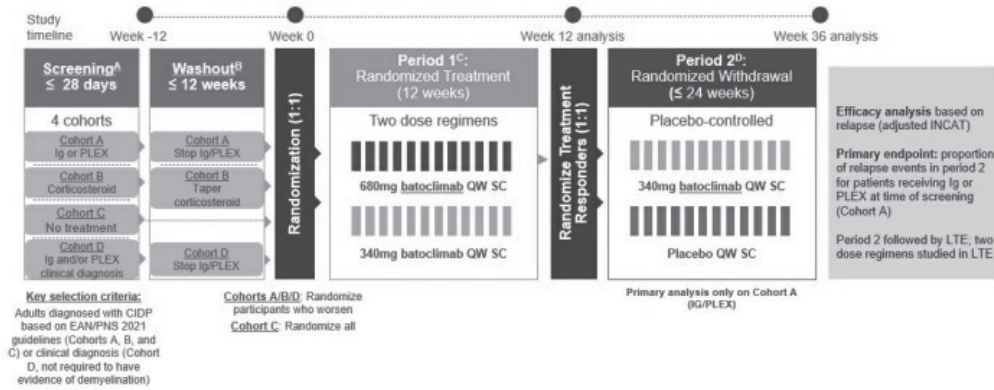 Study
timeline
Week -12
Week 0
Week 12 analysis
Week 36 analysis
Screening^A
≤ 28 days
4 cohorts
Cohort A
Ig or PLEX
Cohort B
Corticosteroid
Cohort C
No treatment
Cohort D
Ig and/or PLEX
clinical diagnosis
Washout^B
≤ 12 weeks
Cohort A
Stop Ig/PLEX
Cohort B
Taper
corticosteroid
Cohort D
Stop Ig/PLEX
Randomization (1:1)
Period 1^C:
Randomized Treatment
(12 weeks)
Two dose regimens
680mg batoclimab QW SC
340mg batoclimab QW SC
Randomize Treatment
Responders (1:1)
Period 2^D:
Randomized Withdrawal
(≤ 24 weeks)
Placebo-controlled
340mg batoclimab QW SC
Placebo QW SC
Efficacy analysis based on
relapse (adjusted INCAT)
Primary endpoint: proportion
of relapse events in period 2
for patients receiving Ig or
PLEX at time of screening
(Cohort A)
Period 2 followed by LTE; two
dose regimens studied in LTE
Key selection criteria:
Adults diagnosed with CIDP
based on EAN/PNS 2021
guidelines (Cohorts A, B, and
C) or clinical diagnosis (Cohort
D, not required to have
evidence of demyelination)
Cohorts A/B/D: Randomize
participants who worsen
Cohort C: Randomize all
Primary analysis only on Cohort A
(IG/PLEX)